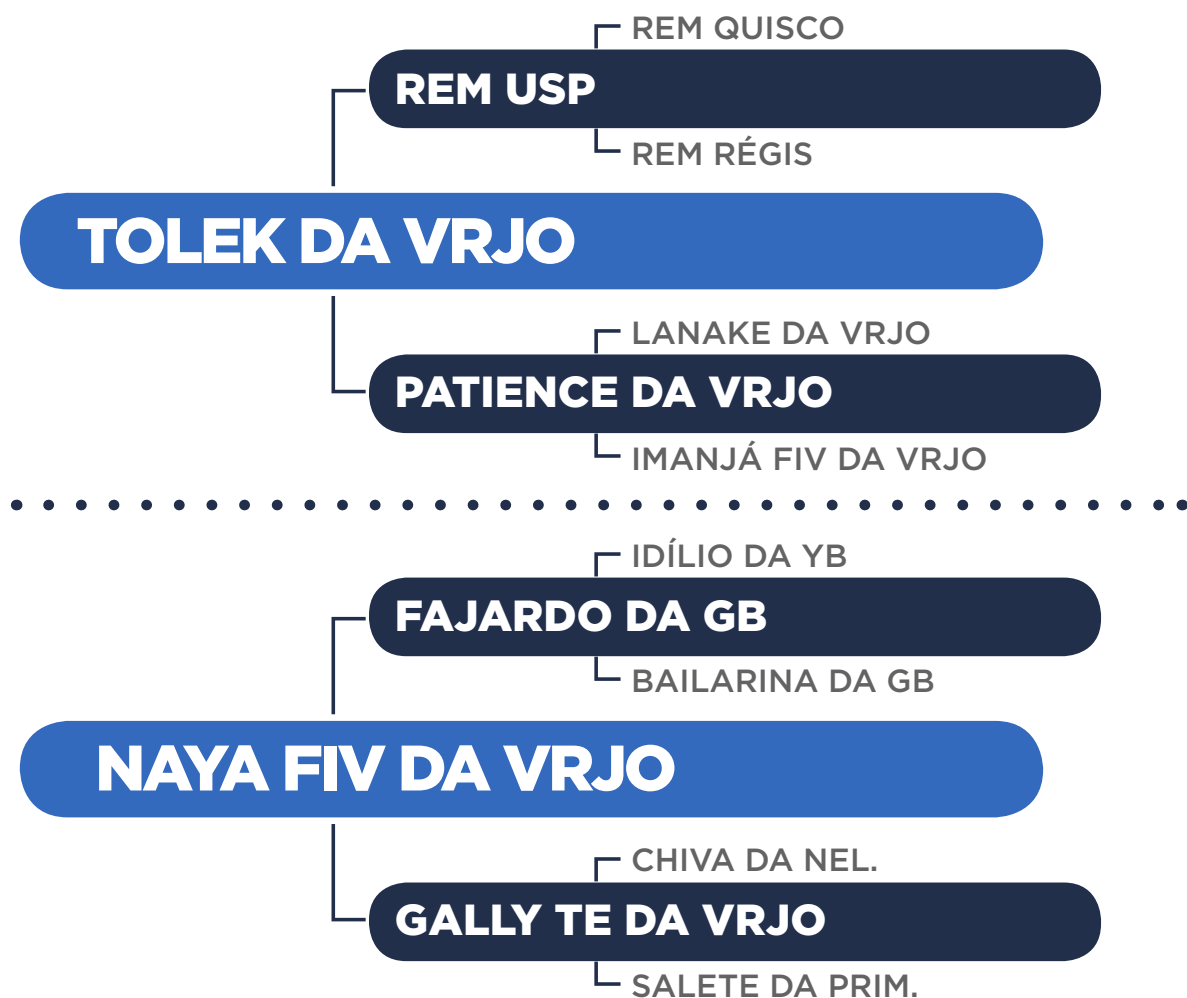 REM QUISCO
REM USP
REM RÉGIS
TOLEK DA VRJO
LANAKE DA VRJO
PATIENCE DA VRJO
IMANJÁ FIV DA VRJO
IDÍLIO DA YB
FAJARDO DA GB
BAILARINA DA GB
NAYA FIV DA VRJO
CHIVA DA NEL.
GALLY TE DA VRJO
SALETE DA PRIM.